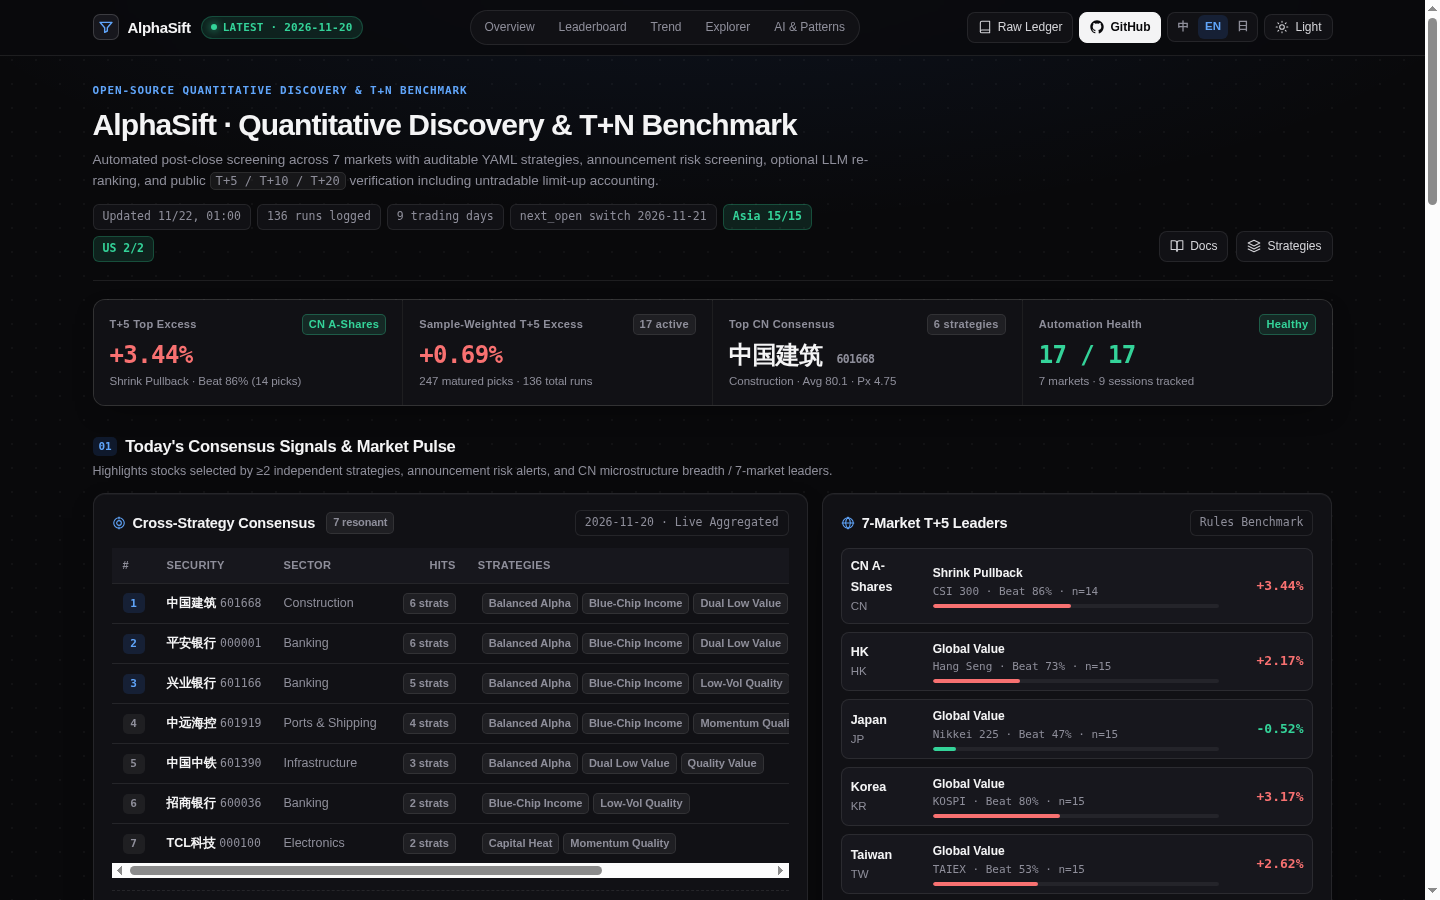 AlphaSift
LATEST · 2026-11-20
Overview
Leaderboard
Trend
Explorer
AI & Patterns
Raw Ledger
GitHub
中
EN
日
Light
OPEN-SOURCE QUANTITATIVE DISCOVERY & T+N BENCHMARK
AlphaSift · Quantitative Discovery & T+N Benchmark
Automated post-close screening across 7 markets with auditable YAML strategies, announcement risk screening, optional LLM re-
ranking, and public T+5 / T+10 / T+20 verification including untradable limit-up accounting.
Updated 11/22, 01:00
136 runs logged
9 trading days
next_open switch 2026-11-21
Asia 15/15
US 2/2
Docs
Strategies
T+5 Top Excess
CN A-Shares
+3.44%
Shrink Pullback · Beat 86% (14 picks)
Sample-Weighted T+5 Excess
17 active
+0.69%
247 matured picks · 136 total runs
Top CN Consensus
6 strategies
中国建筑 601668
Construction · Avg 80.1 · Px 4.75
Automation Health
Healthy
17 / 17
7 markets · 9 sessions tracked
01 Today's Consensus Signals & Market Pulse
Highlights stocks selected by ≥2 independent strategies, announcement risk alerts, and CN microstructure breadth / 7-market leaders.
Cross-Strategy Consensus
7 resonant
2026-11-20 · Live Aggregated
# SECURITY SECTOR HITS STRATEGIES
1 中国建筑 601668 Construction 6 strats Balanced Alpha Blue-Chip Income Dual Low Value
2 平安银行 000001 Banking 6 strats Balanced Alpha Blue-Chip Income Dual Low Value
3 兴业银行 601166 Banking 5 strats Balanced Alpha Blue-Chip Income Low-Vol Quality
4 中远海控 601919 Ports & Shipping 4 strats Balanced Alpha Blue-Chip Income Momentum Quali
5 中国中铁 601390 Infrastructure 3 strats Balanced Alpha Dual Low Value Quality Value
6 招商银行 600036 Banking 2 strats Blue-Chip Income Low-Vol Quality
7 TCL科技 000100 Electronics 2 strats Capital Heat Momentum Quality
7-Market T+5 Leaders
Rules Benchmark
CN A-
Shares
CN
Shrink Pullback
CSI 300 · Beat 86% · n=14
+3.44%
HK
HK
Global Value
Hang Seng · Beat 73% · n=15
+2.17%
Japan
JP
Global Value
Nikkei 225 · Beat 47% · n=15
-0.52%
Korea
KR
Global Value
KOSPI · Beat 80% · n=15
+3.17%
Taiwan
TW
Global Value
TAIEX · Beat 53% · n=15
+2.62%